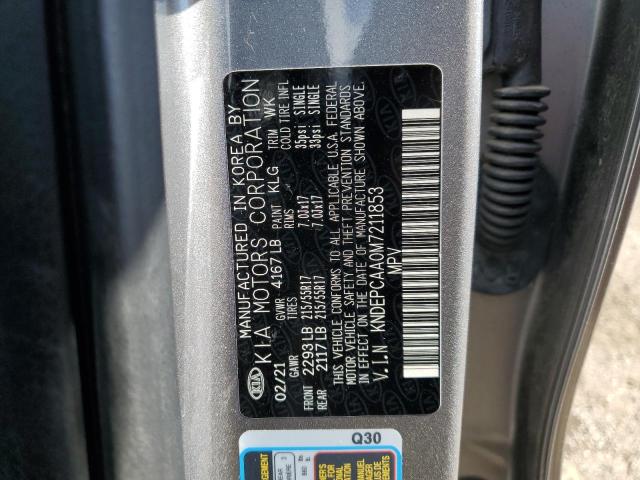 KIA
MANUFACTURED IN KOREA BY
KIA MOTORS CORPORATION
02/21 GVWR 4167LB PAINT KLG TRIM WK
GAWR TIRES RIMS COLD TIRE INFL
FRONT 2293LB 215/55R17 7.0Jx17 35psi SINGLE
REAR 2117LB 215/55R17 7.0Jx17 33psi SINGLE
THIS VEHICLE CONFORMS TO ALL APPLICABLE U.S.A. FEDERAL
MOTOR VEHICLE SAFETY AND THEFT PREVENTION STANDARDS
IN EFFECT ON THE DATE OF MANUFACTURE SHOWN ABOVE.
V.I.N. KNDEPCAA0M7211853
MPV
Q30